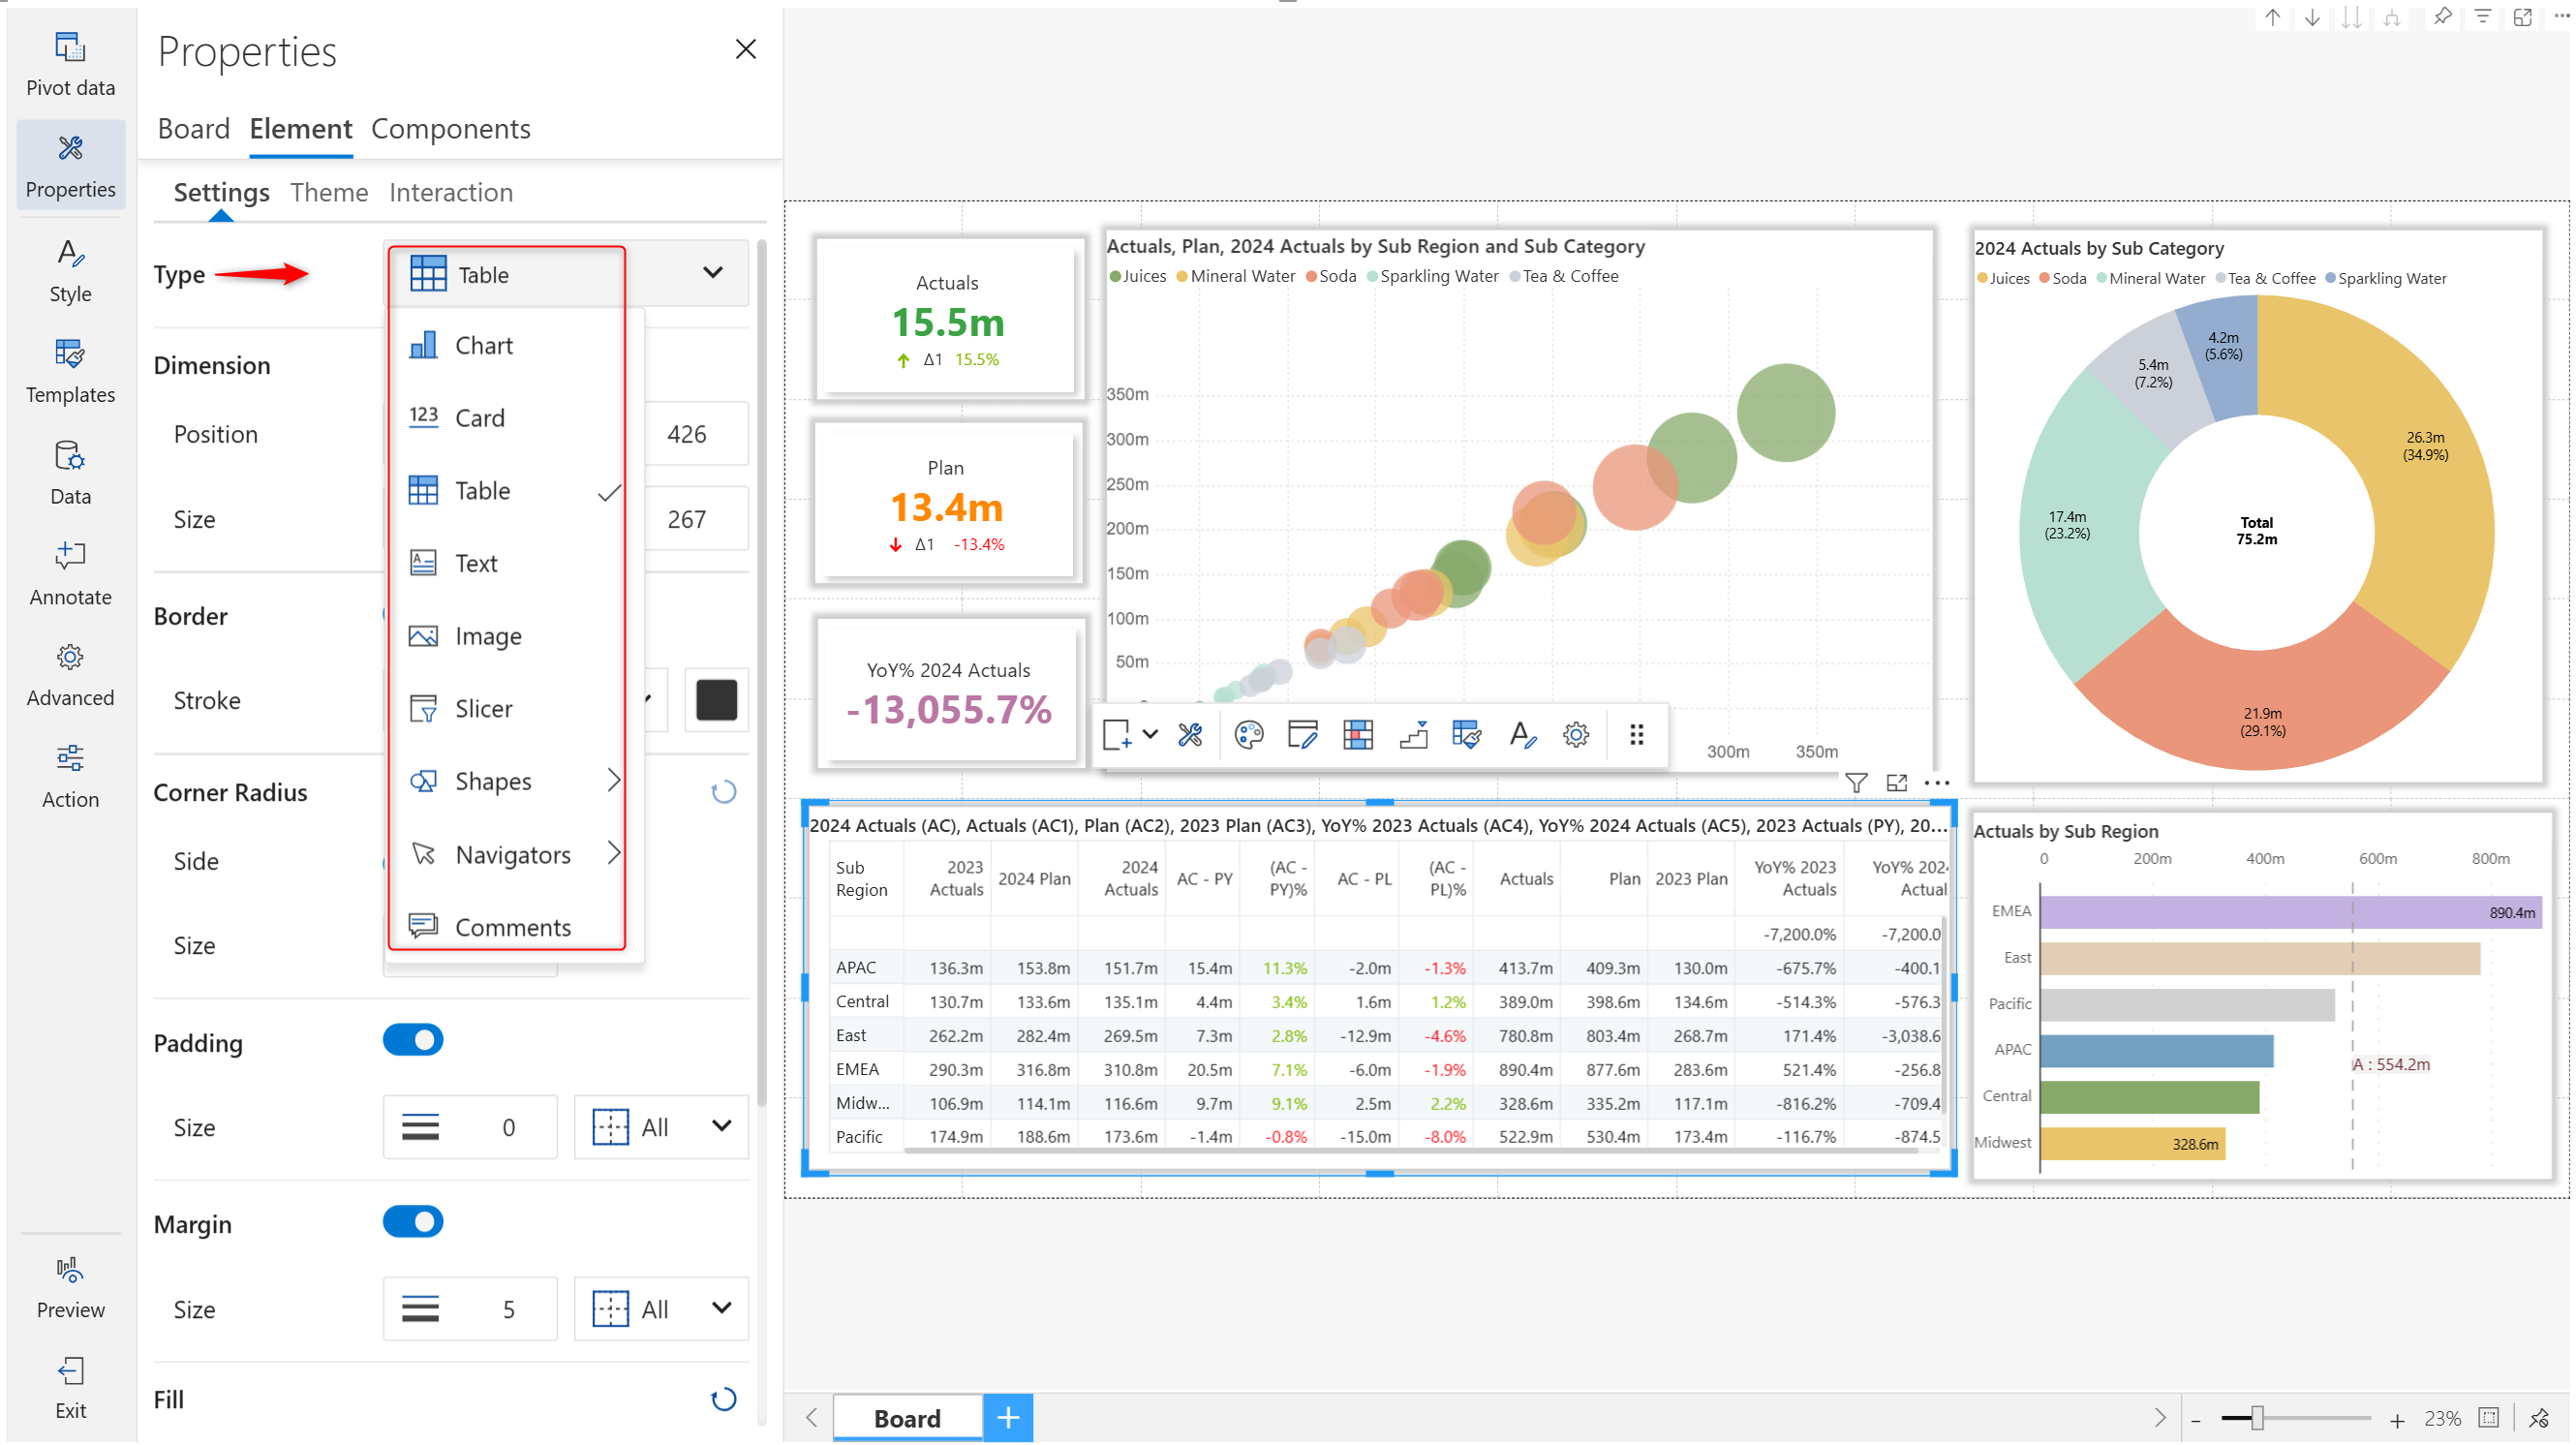 Pivot data
Properties
Style
Templates
Data
Annotate
Advanced
Action
Preview
Exit
Properties
Board Element Components
Settings Theme Interaction
Type
Table
Chart
123 Card
Table
Text
Image
Slicer
Shapes
Navigators
Comments
Dimension
Position 426
Size 267
Border
Stroke
Corner Radius
Side
Size
Padding
Size 0 All
Margin
Size 5 All
Fill
Actuals
15.5m
Δ1 15.5%
Plan
13.4m
Δ1 -13.4%
YoY% 2024 Actuals
-13,055.7%
Actuals, Plan, 2024 Actuals by Sub Region and Sub Category
Juices Mineral Water Soda Sparkling Water Tea & Coffee
350m
300m
250m
200m
150m
100m
50m
300m 350m
2024 Actuals by Sub Category
Juices Soda Mineral Water Tea & Coffee Sparkling Water
4.2m
(5.6%)
5.4m
(7.2%)
26.3m
(34.9%)
17.4m
(23.2%)
Total
75.2m
21.9m
(29.1%)
2024 Actuals (AC), Actuals (AC1), Plan (AC2), 2023 Plan (AC3), YoY% 2023 Actuals (AC4), YoY% 2024 Actuals (AC5), 2023 Actuals (PY), 20...
Sub Region 2023 Actuals 2024 Plan 2024 Actuals AC - PY (AC - PY)% AC - PL (AC - PL)% Actuals Plan 2023 Plan YoY% 2023 Actuals YoY% 202 Actual
-7,200.0% -7,200.0
APAC 136.3m 153.8m 151.7m 15.4m 11.3% -2.0m -1.3% 413.7m 409.3m 130.0m -675.7% -400.1
Central 130.7m 133.6m 135.1m 4.4m 3.4% 1.6m 1.2% 389.0m 398.6m 134.6m -514.3% -576.3
East 262.2m 282.4m 269.5m 7.3m 2.8% -12.9m -4.6% 780.8m 803.4m 268.7m 171.4% -3,038.6
EMEA 290.3m 316.8m 310.8m 20.5m 7.1% -6.0m -1.9% 890.4m 877.6m 283.6m 521.4% -256.8
Midw... 106.9m 114.1m 116.6m 9.7m 9.1% 2.5m 2.2% 328.6m 335.2m 117.1m -816.2% -709.4
Pacific 174.9m 188.6m 173.6m -1.4m -0.8% -15.0m -8.0% 522.9m 530.4m 173.4m -116.7% -874.5
Actuals by Sub Region
0 200m 400m 600m 800m
EMEA 890.4m
East
Pacific
APAC
A : 554.2m
Central
Midwest 328.6m
Board +
- + 23%